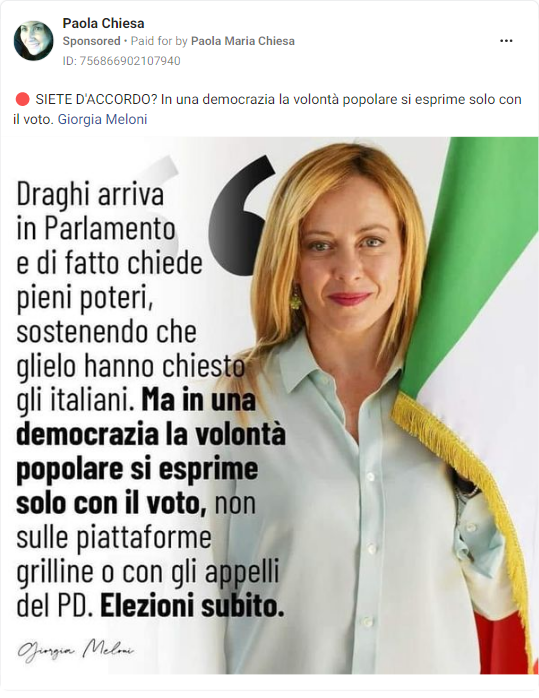 Paola Chiesa
Sponsored • Paid for by Paola Maria Chiesa
ID: 756866902107940
🔴 SIETE D'ACCORDO? In una democrazia la volontà popolare si esprime solo con
il voto. Giorgia Meloni
Draghi arriva
in Parlamento
e di fatto chiede
pieni poteri,
sostenendo che
glielo hanno chiesto
gli italiani. Ma in una
democrazia la volontà
popolare si esprime
solo con il voto, non
sulle piattaforme
grilline o con gli appelli
del PD. Elezioni subito.
Giorgia Meloni